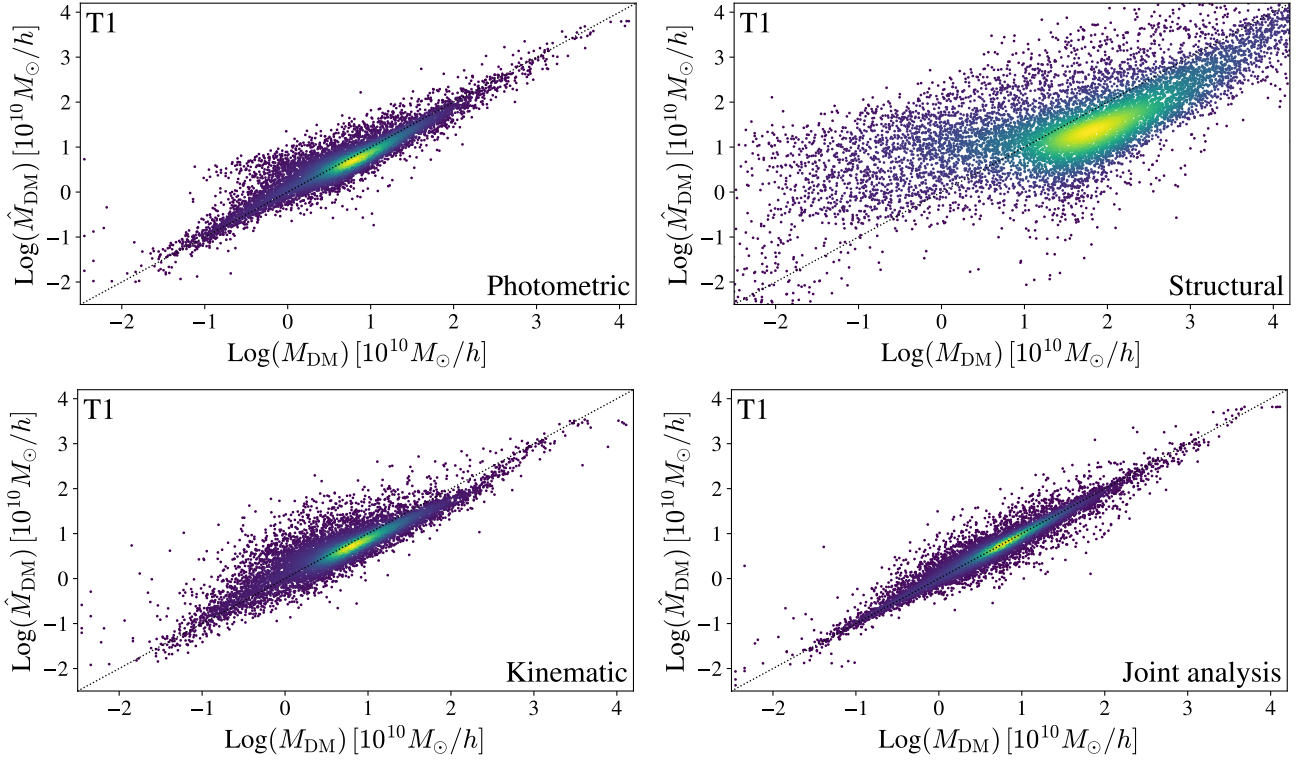 T1
4
3
2
1
0
−1
−2
Log(M̂_DM) [10^10 M_⊙/h]
Photometric
−2 −1 0 1 2 3 4
Log(M_DM) [10^10 M_⊙/h]
T1
4
3
2
1
0
−1
−2
Log(M̂_DM) [10^10 M_⊙/h]
Structural
−2 −1 0 1 2 3 4
Log(M_DM) [10^10 M_⊙/h]
T1
4
3
2
1
0
−1
−2
Log(M̂_DM) [10^10 M_⊙/h]
Kinematic
−2 −1 0 1 2 3 4
Log(M_DM) [10^10 M_⊙/h]
T1
4
3
2
1
0
−1
−2
Log(M̂_DM) [10^10 M_⊙/h]
Joint analysis
−2 −1 0 1 2 3 4
Log(M_DM) [10^10 M_⊙/h]